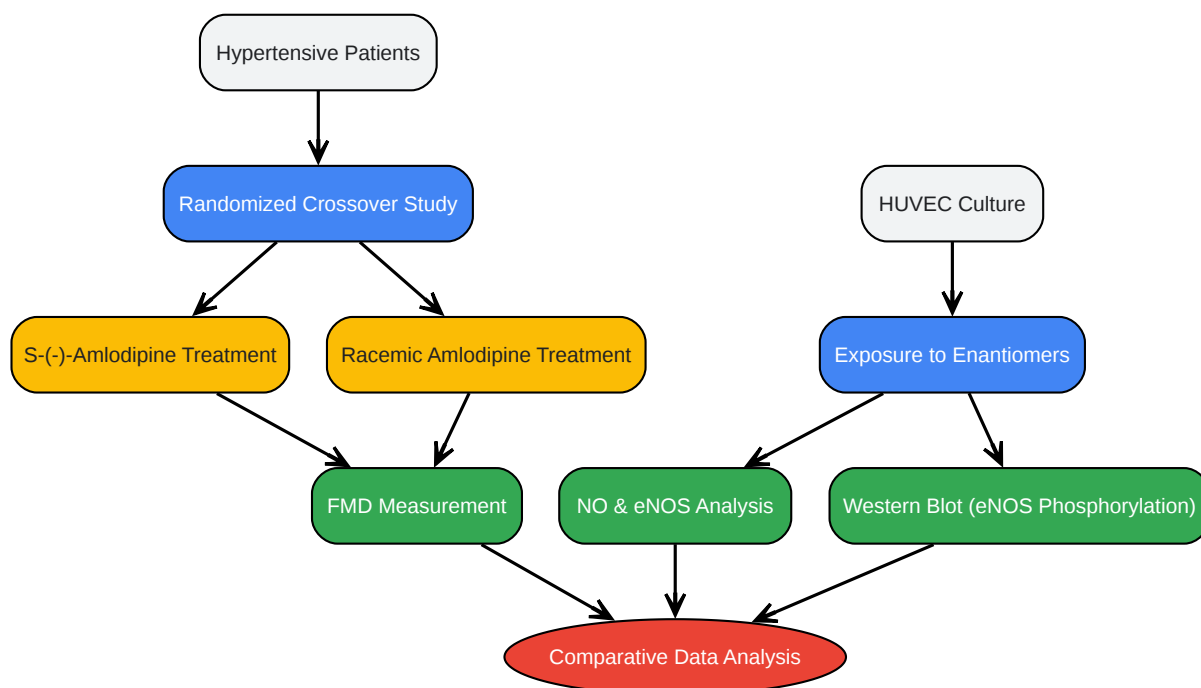 Hypertensive Patients
Randomized Crossover Study
HUVEC Culture
S-(-)-Amlodipine Treatment
Racemic Amlodipine Treatment
Exposure to Enantiomers
FMD Measurement
NO & eNOS Analysis
Western Blot (eNOS Phosphorylation)
Comparative Data Analysis